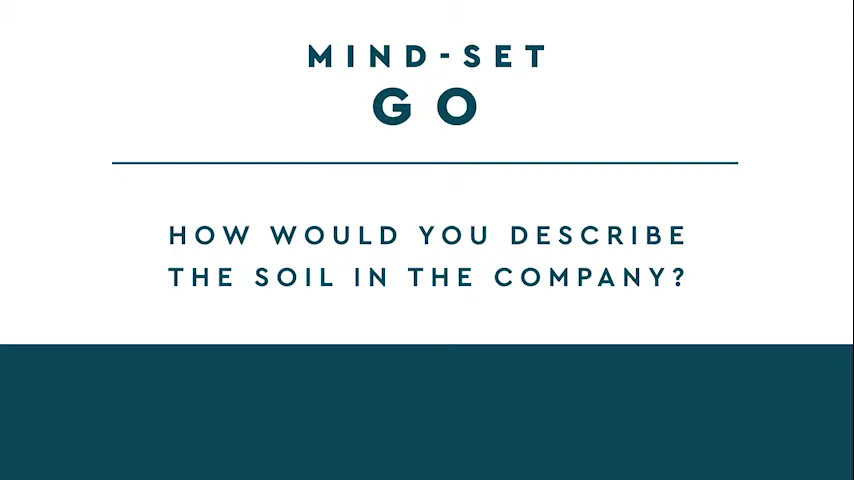 MIND-SET
GO
HOW WOULD YOU DESCRIBE
THE SOIL IN THE COMPANY?